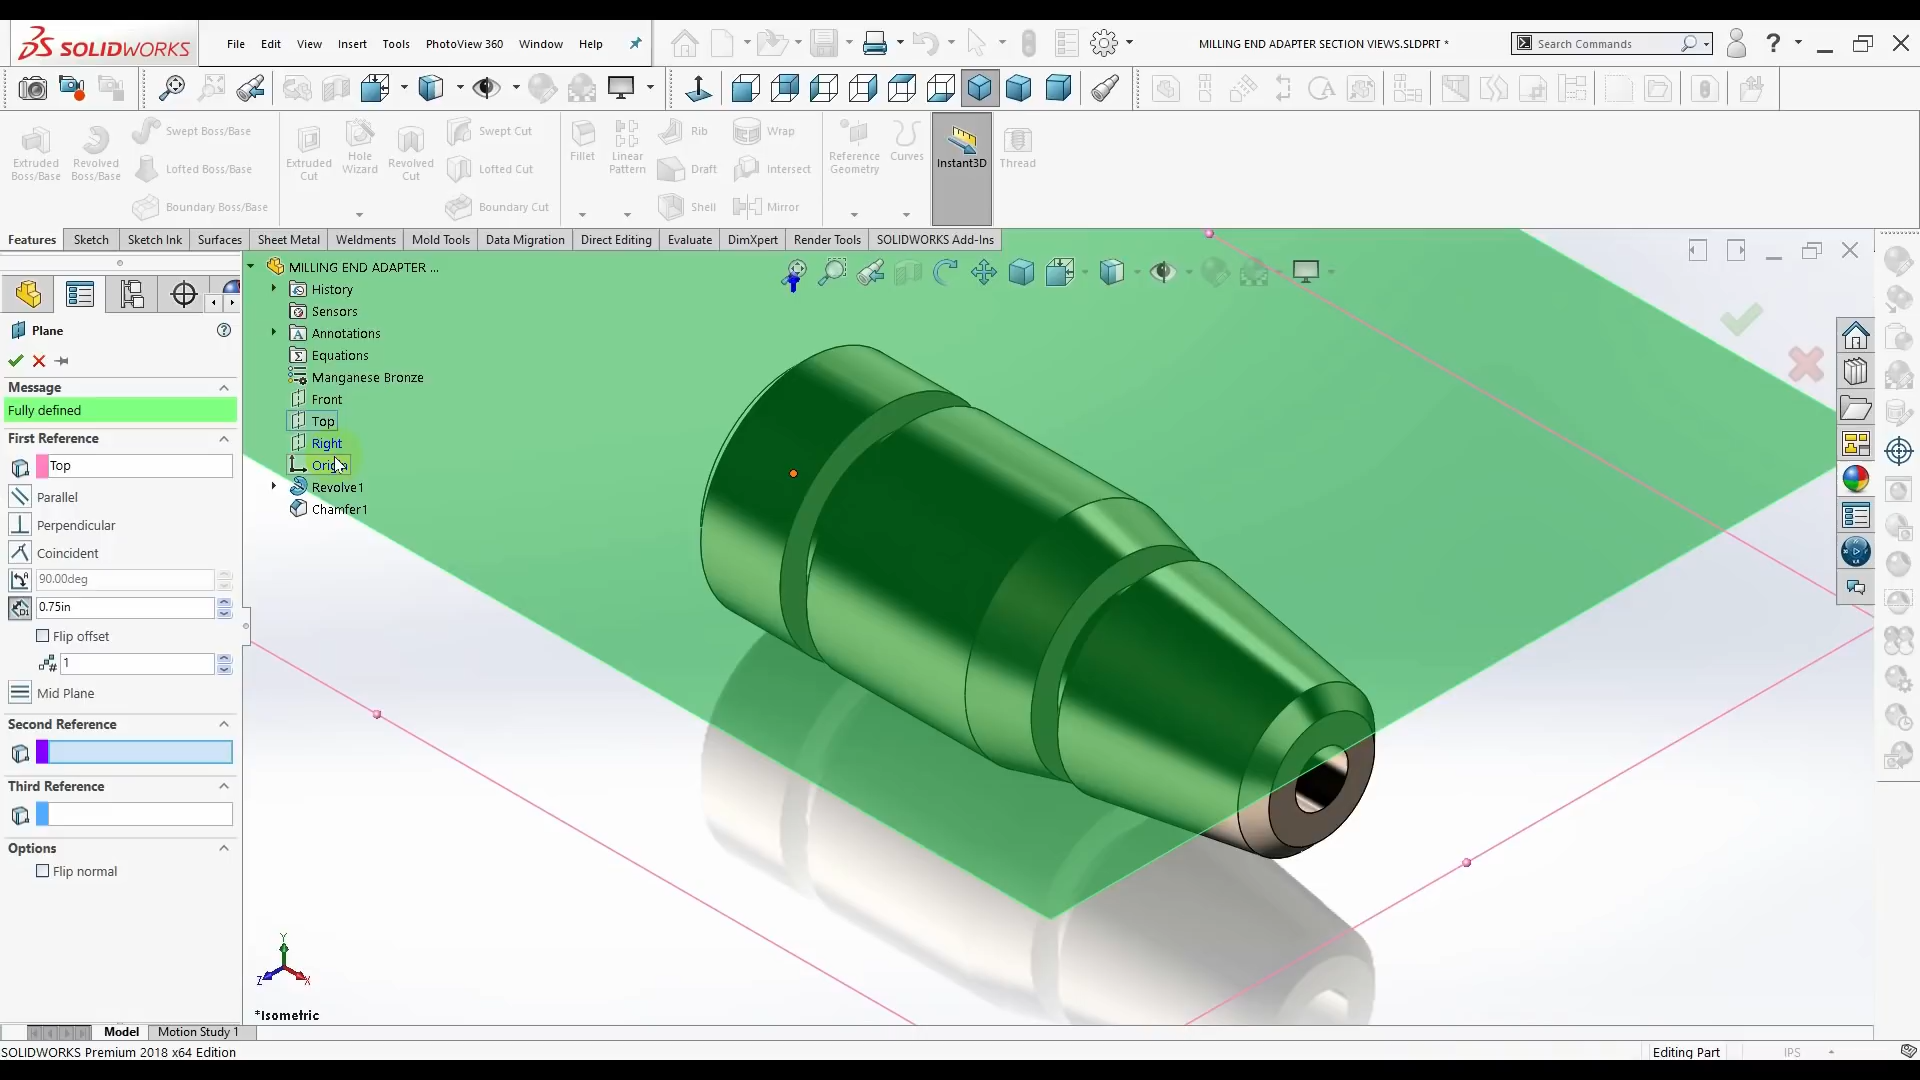 SOLIDWORKS
File Edit View Insert Tools PhotoView 360 Window Help
MILLING END ADAPTER SECTION VIEWS.SLDPRT *
Search Commands
?
Extruded Boss/Base
Revolved Boss/Base
Swept Boss/Base
Lofted Boss/Base
Boundary Boss/Base
Extruded Cut
Hole Wizard
Revolved Cut
Swept Cut
Lofted Cut
Boundary Cut
Fillet
Linear Pattern
Rib
Draft
Shell
Wrap
Intersect
Mirror
Reference Geometry
Curves
Instant3D
Thread
Features Sketch Sketch Ink Surfaces Sheet Metal Weldments Mold Tools Data Migration Direct Editing Evaluate DimXpert Render Tools SOLIDWORKS Add-Ins
MILLING END ADAPTER ...
History
Sensors
Annotations
Equations
Manganese Bronze
Front
Top
Right
Revolve1
Chamfer1
Plane
Message
Fully defined
First Reference
Top
Parallel
Perpendicular
Coincident
90.00deg
0.75in
Flip offset
1
Mid Plane
Second Reference
Third Reference
Options
Flip normal
Y
Z
X
*Isometric
Model Motion Study 1
SOLIDWORKS Premium 2018 x64 Edition
Editing Part
IPS